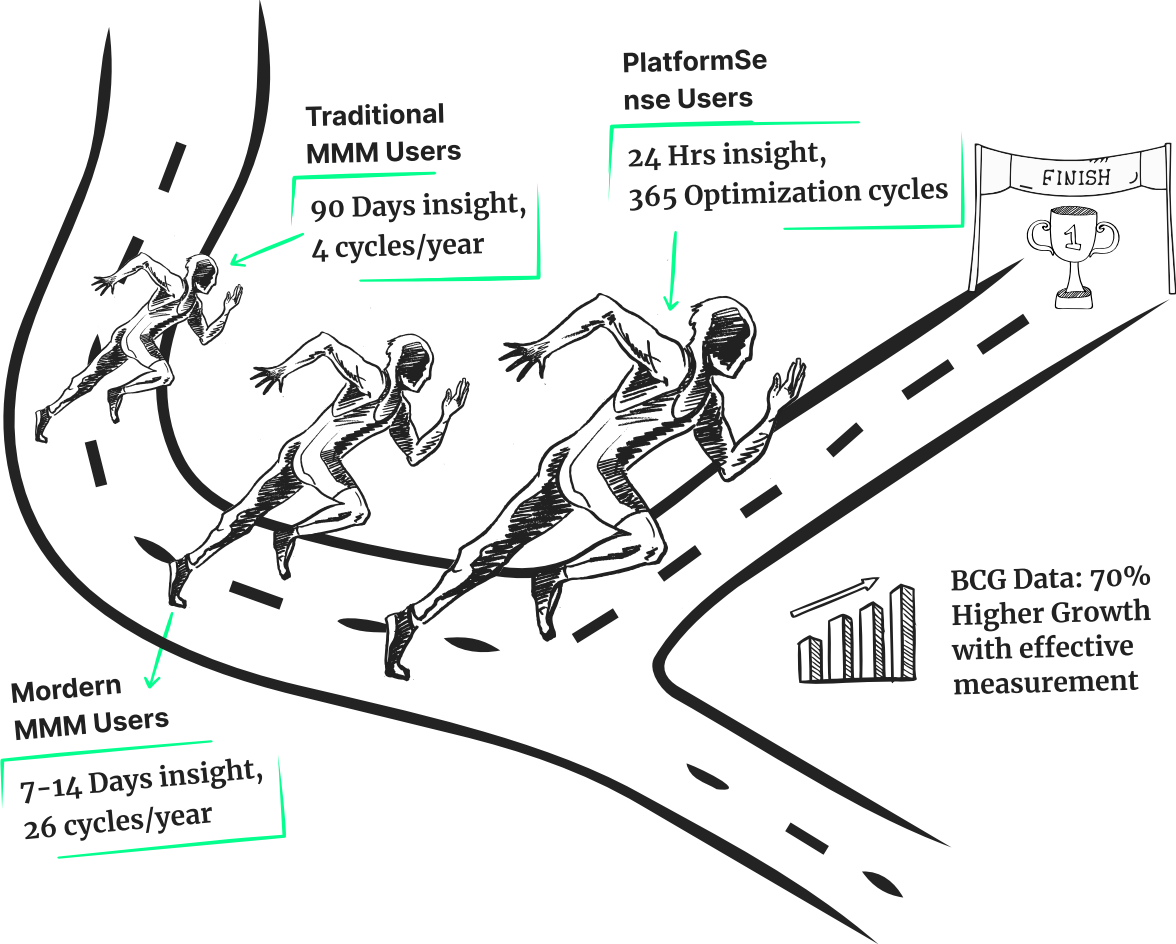 PlatformSe
nse Users
24 Hrs insight,
365 Optimization cycles
Traditional
MMM Users
90 Days insight,
4 cycles/year
FINISH
1
BCG Data: 70%
Higher Growth
with effective
measurement
Mordern
MMM Users
7-14 Days insight,
26 cycles/year